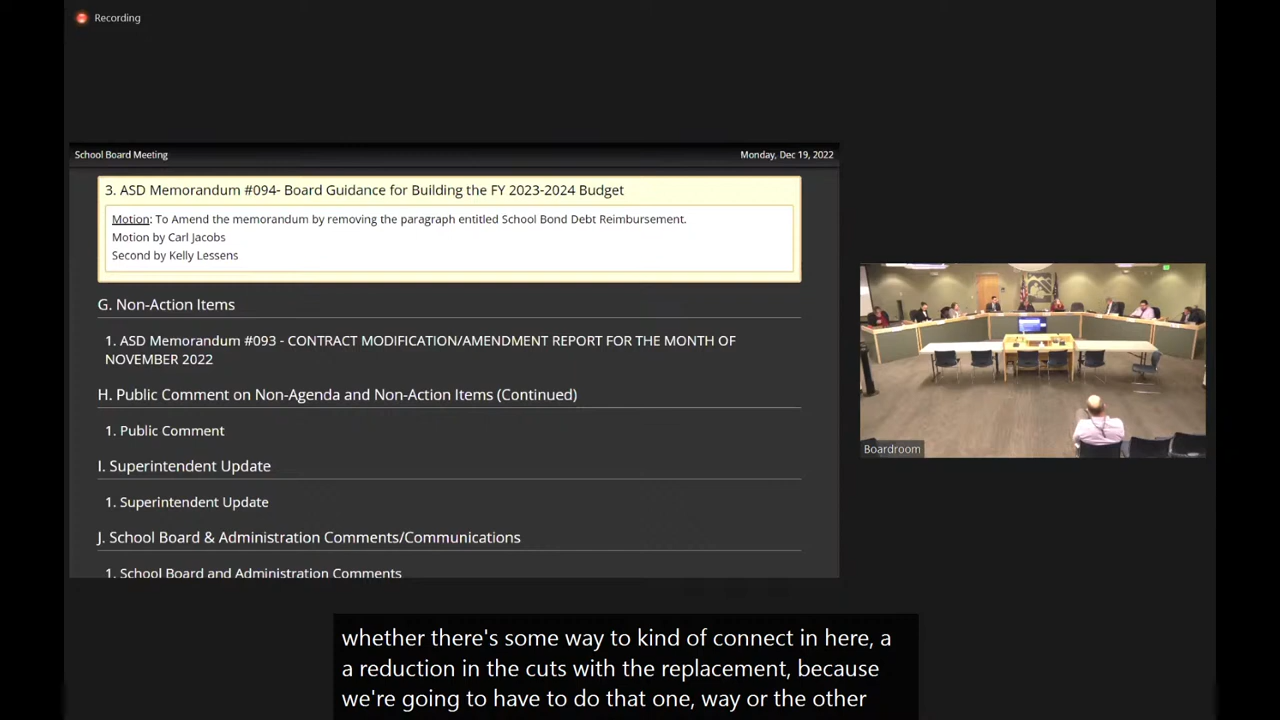 Recording
School Board Meeting
Monday, Dec 19, 2022
3. ASD Memorandum #094- Board Guidance for Building the FY 2023-2024 Budget
Motion: To Amend the memorandum by removing the paragraph entitled School Bond Debt Reimbursement.
Motion by Carl Jacobs
Second by Kelly Lessens
G. Non-Action Items
1. ASD Memorandum #093 - CONTRACT MODIFICATION/AMENDMENT REPORT FOR THE MONTH OF
NOVEMBER 2022
H. Public Comment on Non-Agenda and Non-Action Items (Continued)
1. Public Comment
I. Superintendent Update
1. Superintendent Update
J. School Board & Administration Comments/Communications
1. School Board and Administration Comments
Boardroom
whether there's some way to kind of connect in here, a
a reduction in the cuts with the replacement, because
we're going to have to do that one, way or the other